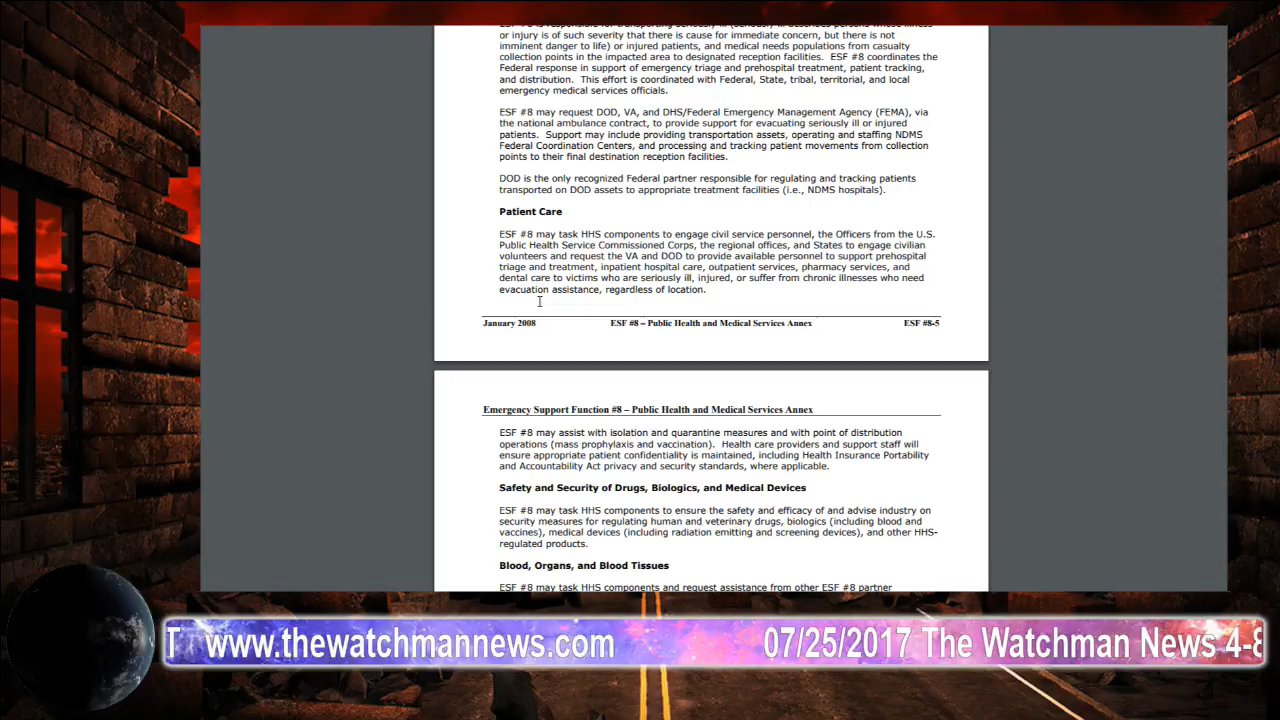 ESF #8 is responsible for transporting seriously ill (seriously ill describes persons whose illness
or injury is of such severity that there is cause for immediate concern, but there is not
imminent danger to life) or injured patients, and medical needs populations from casualty
collection points in the impacted area to designated reception facilities. ESF #8 coordinates the
Federal response in support of emergency triage and prehospital treatment, patient tracking,
and distribution. This effort is coordinated with Federal, State, tribal, territorial, and local
emergency medical services officials.
ESF #8 may request DOD, VA, and DHS/Federal Emergency Management Agency (FEMA), via
the national ambulance contract, to provide support for evacuating seriously ill or injured
patients. Support may include providing transportation assets, operating and staffing NDMS
Federal Coordination Centers, and processing and tracking patient movements from collection
points to their final destination reception facilities.
DOD is the only recognized Federal partner responsible for regulating and tracking patients
transported on DOD assets to appropriate treatment facilities (i.e., NDMS hospitals).
Patient Care
ESF #8 may task HHS components to engage civil service personnel, the Officers from the U.S.
Public Health Service Commissioned Corps, the regional offices, and States to engage civilian
volunteers and request the VA and DOD to provide available personnel to support prehospital
triage and treatment, inpatient hospital care, outpatient services, pharmacy services, and
dental care to victims who are seriously ill, injured, or suffer from chronic illnesses who need
evacuation assistance, regardless of location.
January 2008 ESF #8 – Public Health and Medical Services Annex ESF #8-5
Emergency Support Function #8 – Public Health and Medical Services Annex
ESF #8 may assist with isolation and quarantine measures and with point of distribution
operations (mass prophylaxis and vaccination). Health care providers and support staff will
ensure appropriate patient confidentiality is maintained, including Health Insurance Portability
and Accountability Act privacy and security standards, where applicable.
Safety and Security of Drugs, Biologics, and Medical Devices
ESF #8 may task HHS components to ensure the safety and efficacy of and advise industry on
security measures for regulating human and veterinary drugs, biologics (including blood and
vaccines), medical devices (including radiation emitting and screening devices), and other HHS-
regulated products.
Blood, Organs, and Blood Tissues
ESF #8 may task HHS components and request assistance from other ESF #8 partner
T www.thewatchmannews.com 07/25/2017 The Watchman News 4-8